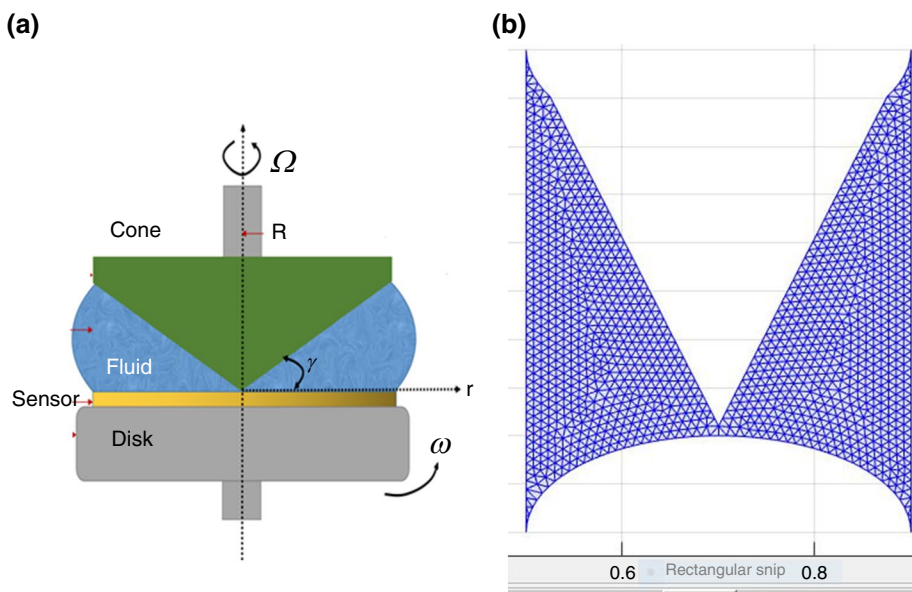 (a)
(b)
Ω
Cone
R
Fluid
γ
r
Sensor
Disk
ω
0.6
Rectangular snip
0.8